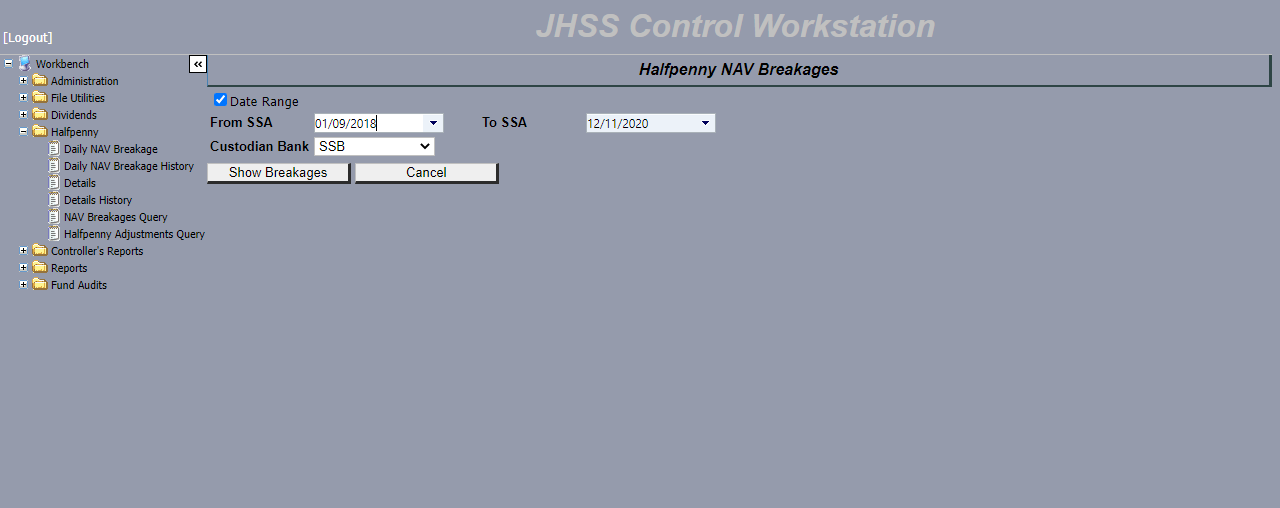 JHSS Control Workstation
[Logout]
Workbench
«
Administration
File Utilities
Dividends
Halfpenny
Daily NAV Breakage
Daily NAV Breakage History
Details
Details History
NAV Breakages Query
Halfpenny Adjustments Query
Controller's Reports
Reports
Fund Audits
Halfpenny NAV Breakages
Date Range
From SSA 01/09/2018 To SSA 12/11/2020
Custodian Bank SSB
Show Breakages Cancel